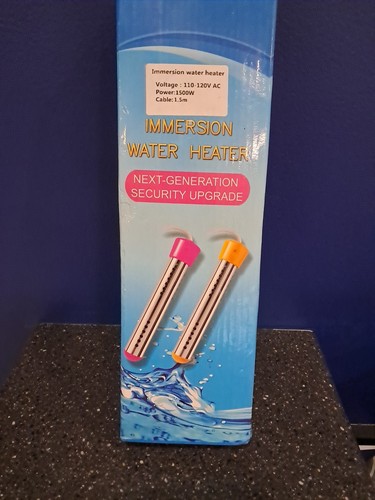 Immersion water heater
Voltage : 110-120V AC
Power:1500W
Cable:1.5m
IMMERSION
WATER HEATER
NEXT-GENERATION
SECURITY UPGRADE